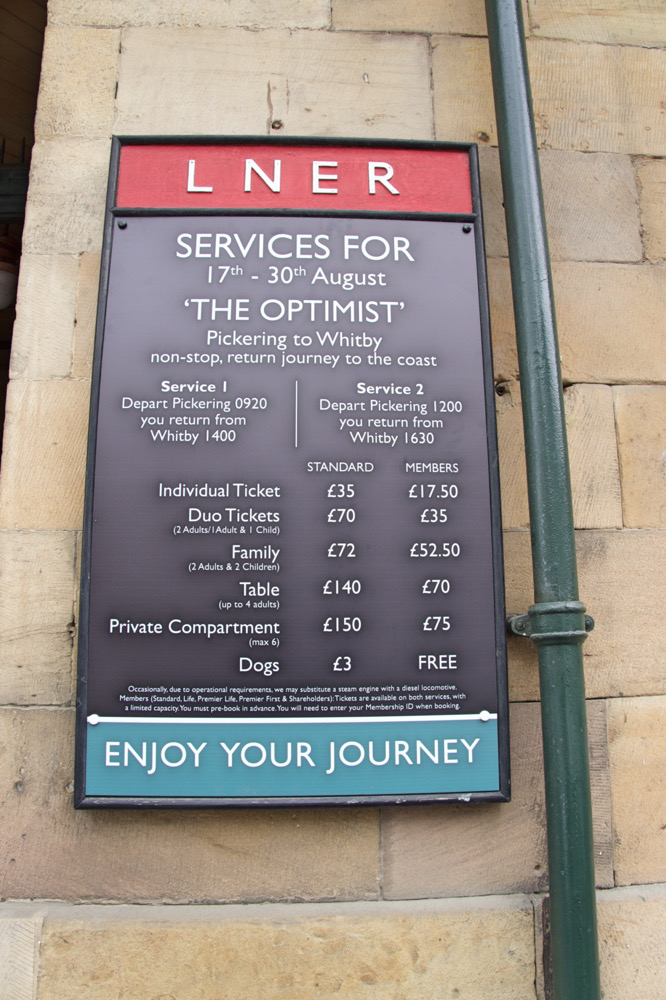 LNER
SERVICES FOR
17th - 30th August
‘THE OPTIMIST’
Pickering to Whitby
non-stop, return journey to the coast
Service 1
Depart Pickering 0920
you return from
Whitby 1400
Service 2
Depart Pickering 1200
you return from
Whitby 1630
STANDARD MEMBERS
Individual Ticket £35 £17.50
Duo Tickets £70 £35
(2 Adults/1Adult & 1 Child)
Family £72 £52.50
(2 Adults & 2 Children)
Table £140 £70
(up to 4 adults)
Private Compartment £150 £75
(max 6)
Dogs £3 FREE
Occasionally, due to operational requirements, we may substitute a steam engine with a diesel locomotive.
Members (Standard, Life, Premier Life, Premier First & Shareholders): Tickets are available on both services, with
a limited capacity. You must pre-book in advance. You will need to enter your Membership ID when booking.
ENJOY YOUR JOURNEY